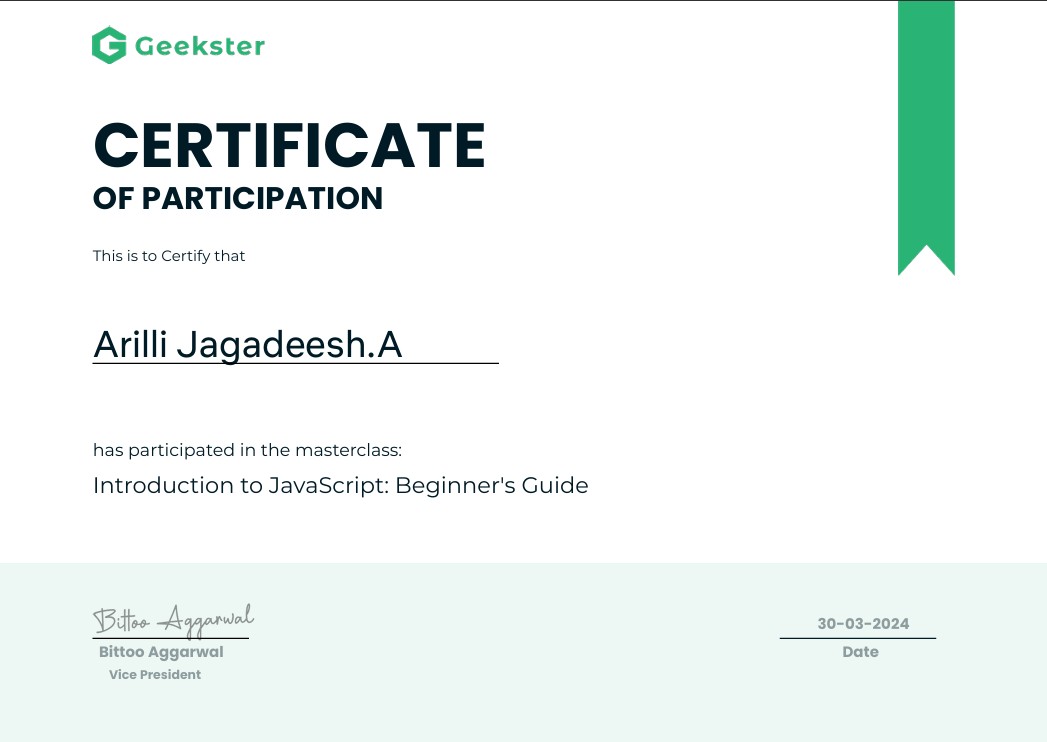 Geekster
CERTIFICATE
OF PARTICIPATION
This is to Certify that
Arilli Jagadeesh.A
has participated in the masterclass:
Introduction to JavaScript: Beginner's Guide
Bittoo Aggarwal
Bittoo Aggarwal
Vice President
30-03-2024
Date